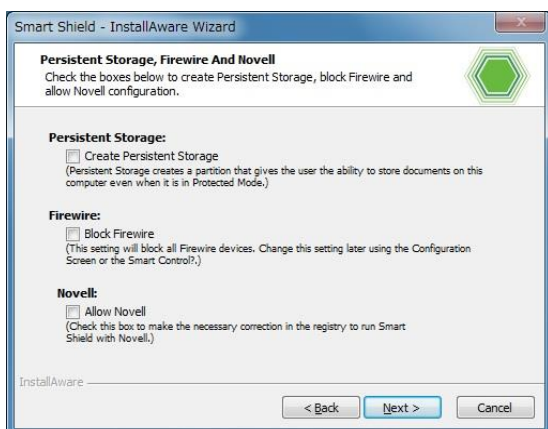 Smart Shield - InstallAware Wizard
Persistent Storage, Firewire And Novell
Check the boxes below to create Persistent Storage, block Firewire and
allow Novell configuration.
Persistent Storage:
Create Persistent Storage
(Persistent Storage creates a partition that gives the user the ability to store documents on this
computer even when it is in Protected Mode.)
Firewire:
Block Firewire
(This setting will block all Firewire devices. Change this setting later using the Configuration
Screen or the Smart Control?.)
Novell:
Allow Novell
(Check this box to make the necessary correction in the registry to run Smart
Shield with Novell.)
InstallAware
< Back Next > Cancel